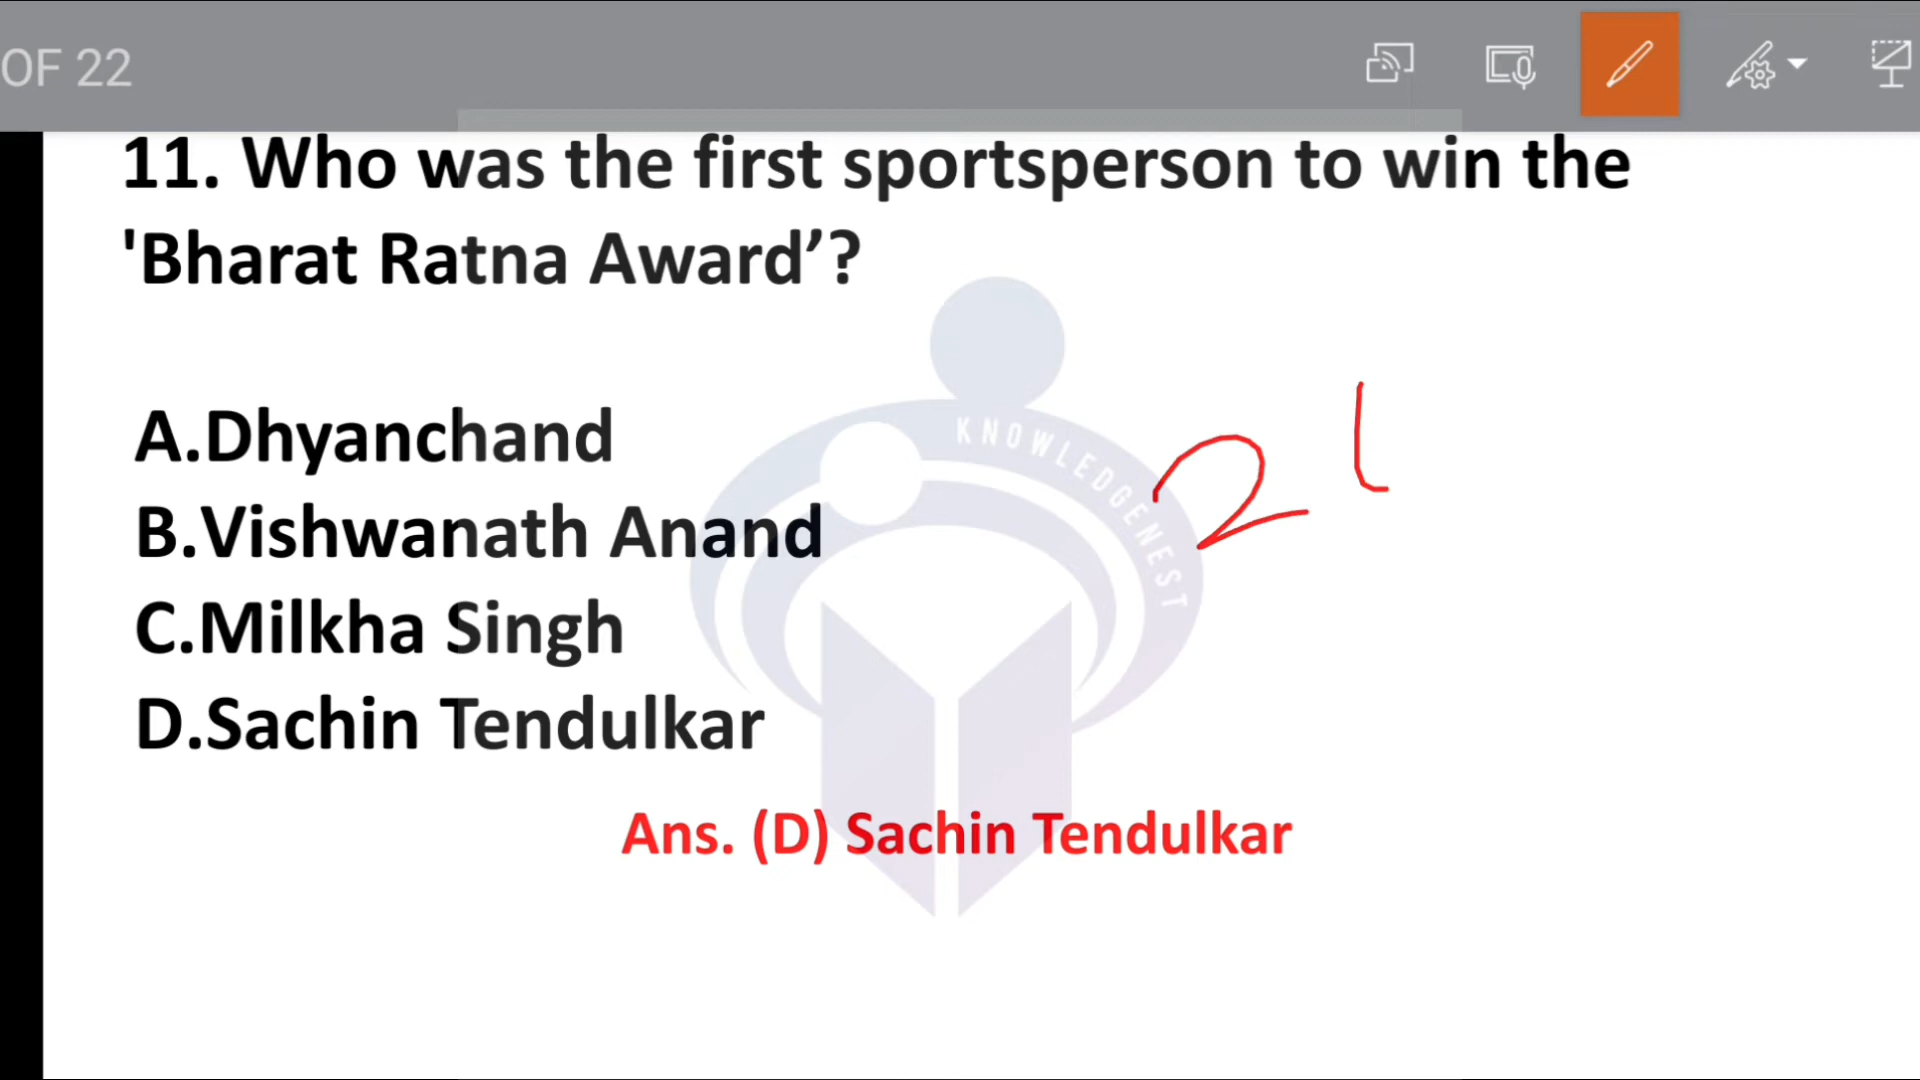 OF 22
11. Who was the first sportsperson to win the
'Bharat Ratna Award’?
A.Dhyanchand
B.Vishwanath Anand
C.Milkha Singh
D.Sachin Tendulkar
KNOWLEDGENEST
2
Ans. (D) Sachin Tendulkar